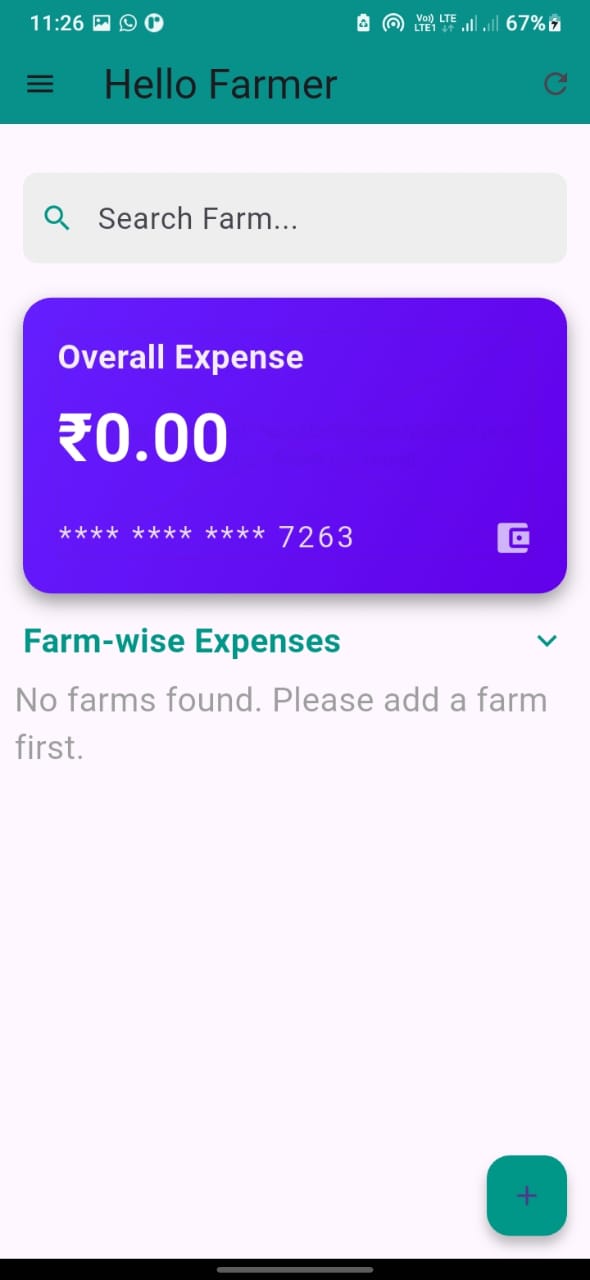 11:26 Vo) LTE LTE1 67%
Hello Farmer
Search Farm...
Overall Expense
₹0.00
**** **** **** 7263
Farm-wise Expenses
No farms found. Please add a farm
first.